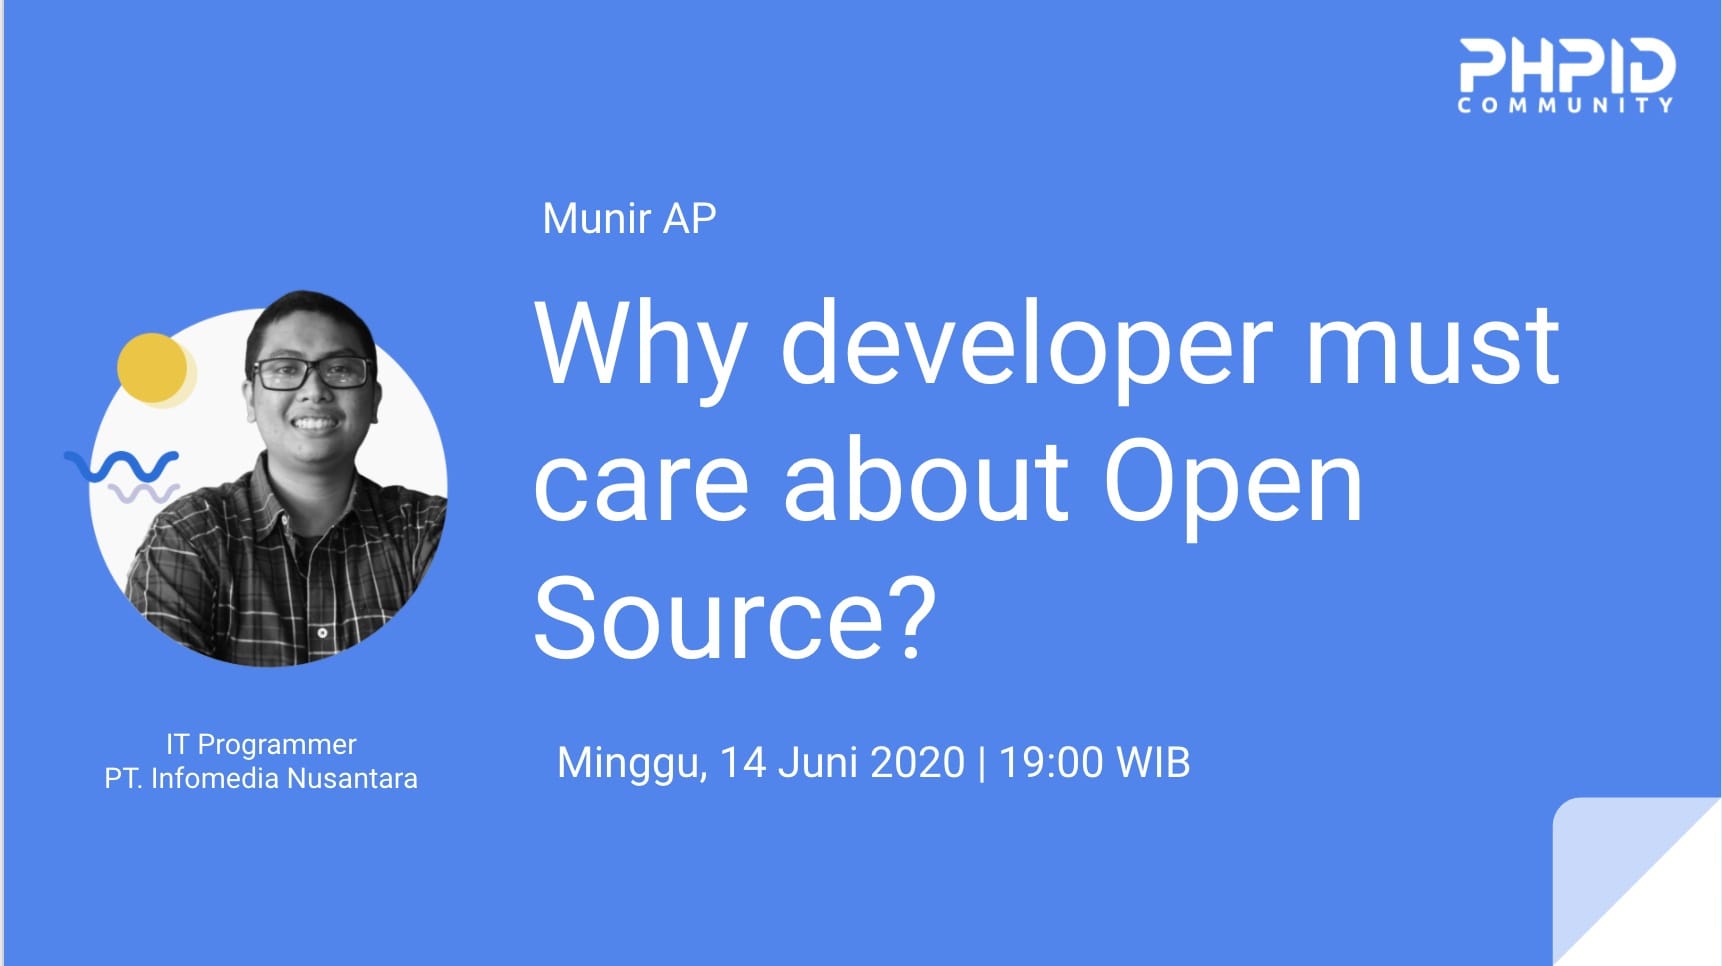 PHPID
COMMUNITY
Munir AP
Why developer must
care about Open
Source?
IT Programmer
PT. Infomedia Nusantara
Minggu, 14 Juni 2020 | 19:00 WIB